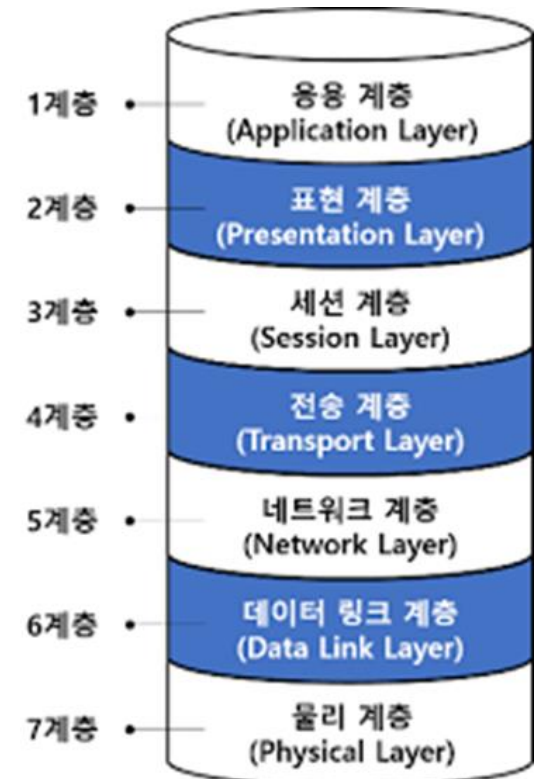 1계층
응용 계층
(Application Layer)
2계층
표현 계층
(Presentation Layer)
3계층
세션 계층
(Session Layer)
4계층
전송 계층
(Transport Layer)
5계층
네트워크 계층
(Network Layer)
6계층
데이터 링크 계층
(Data Link Layer)
7계층
물리 계층
(Physical Layer)